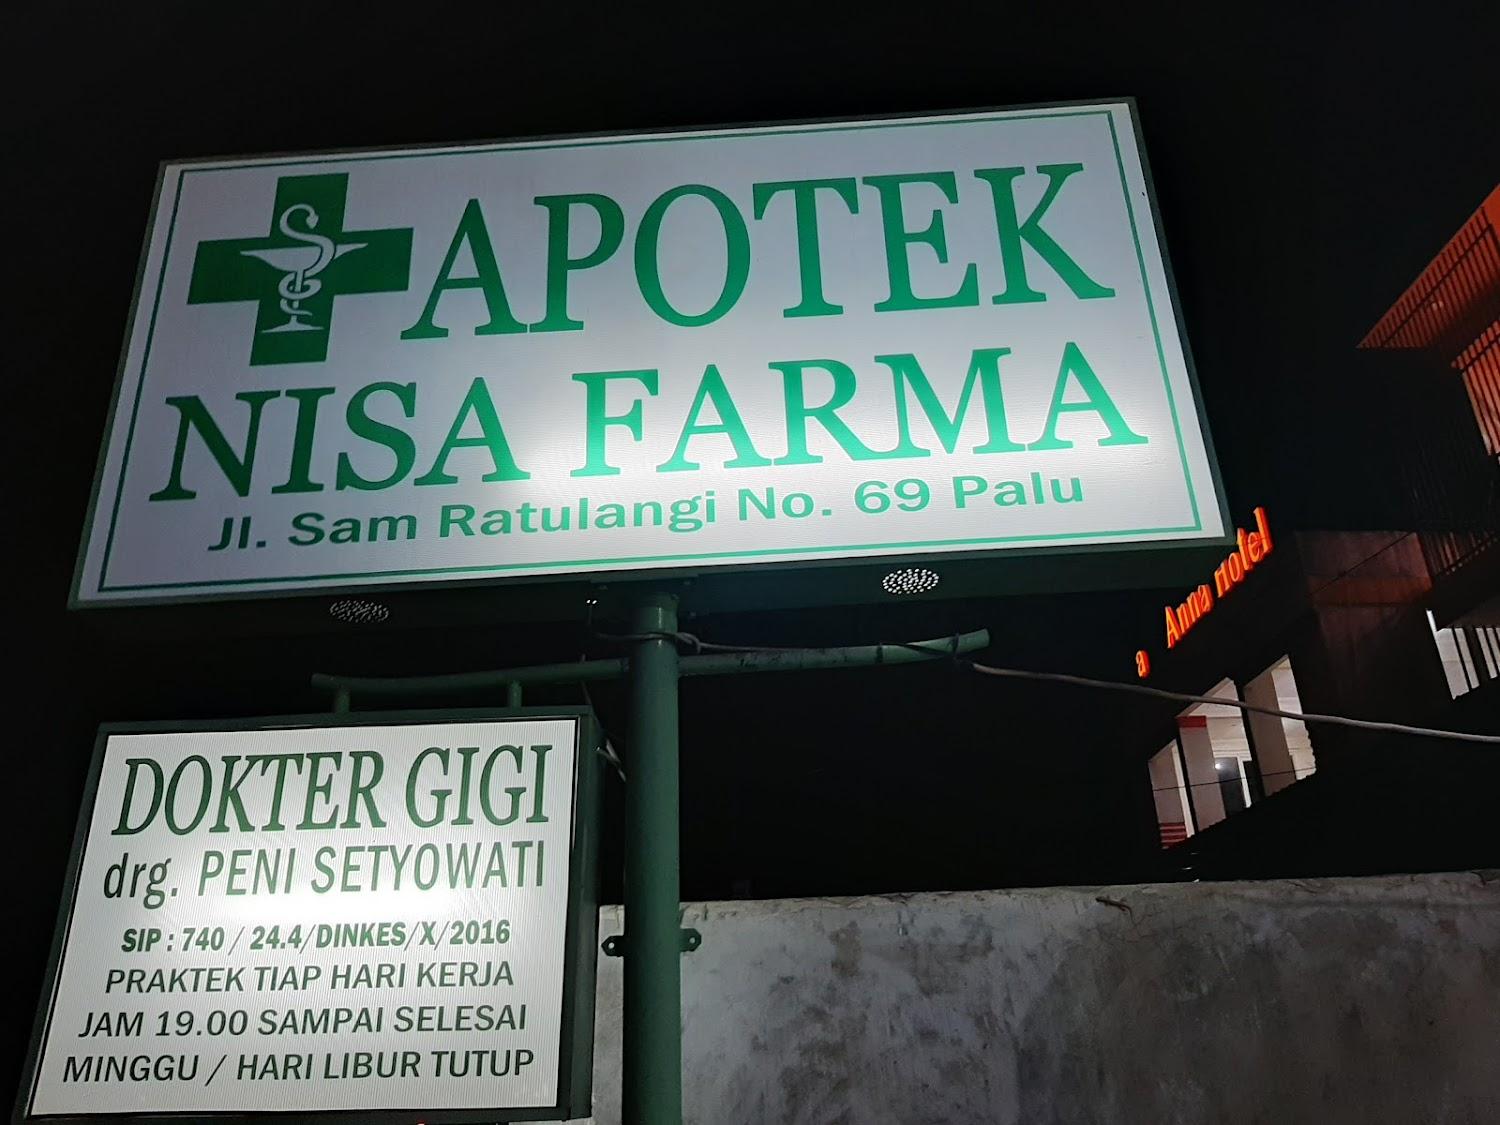 APOTEK
NISA FARMA
Jl. Sam Ratulangi No. 69 Palu
a Anna Hotel
DOKTER GIGI
drg. PENI SETYOWATI
SIP : 740 / 24.4/DINKES/X/2016
PRAKTEK TIAP HARI KERJA
JAM 19.00 SAMPAI SELESAI
MINGGU / HARI LIBUR TUTUP